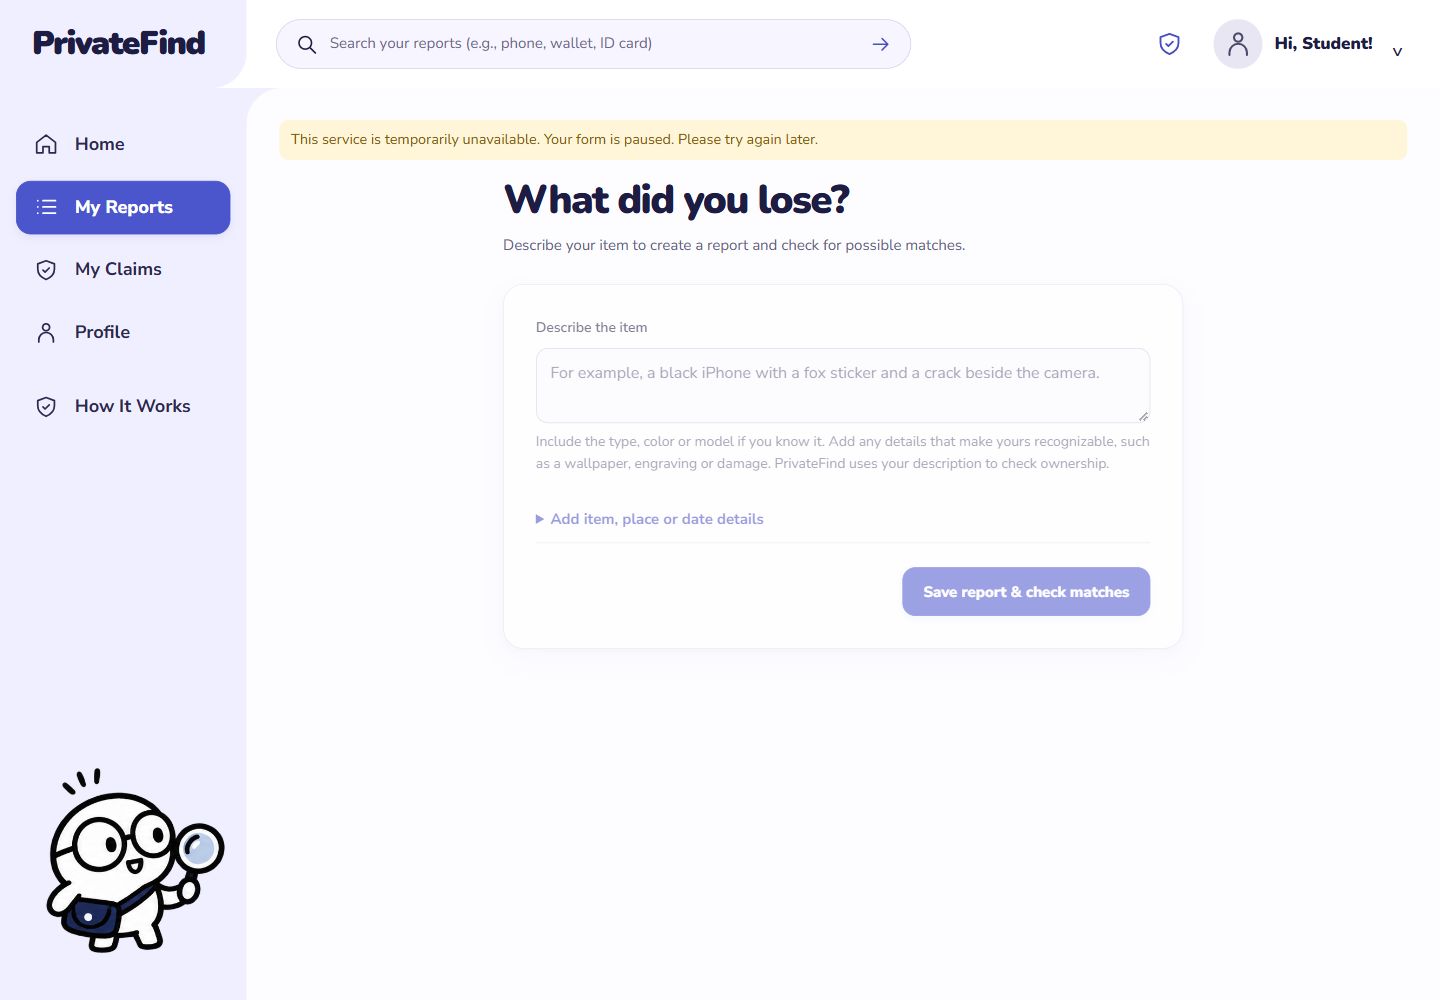 PrivateFind
Search your reports (e.g., phone, wallet, ID card)
Hi, Student!
Home
My Reports
My Claims
Profile
How It Works
This service is temporarily unavailable. Your form is paused. Please try again later.
What did you lose?
Describe your item to create a report and check for possible matches.
Describe the item
For example, a black iPhone with a fox sticker and a crack beside the camera.
Include the type, color or model if you know it. Add any details that make yours recognizable, such
as a wallpaper, engraving or damage. PrivateFind uses your description to check ownership.
Add item, place or date details
Save report & check matches